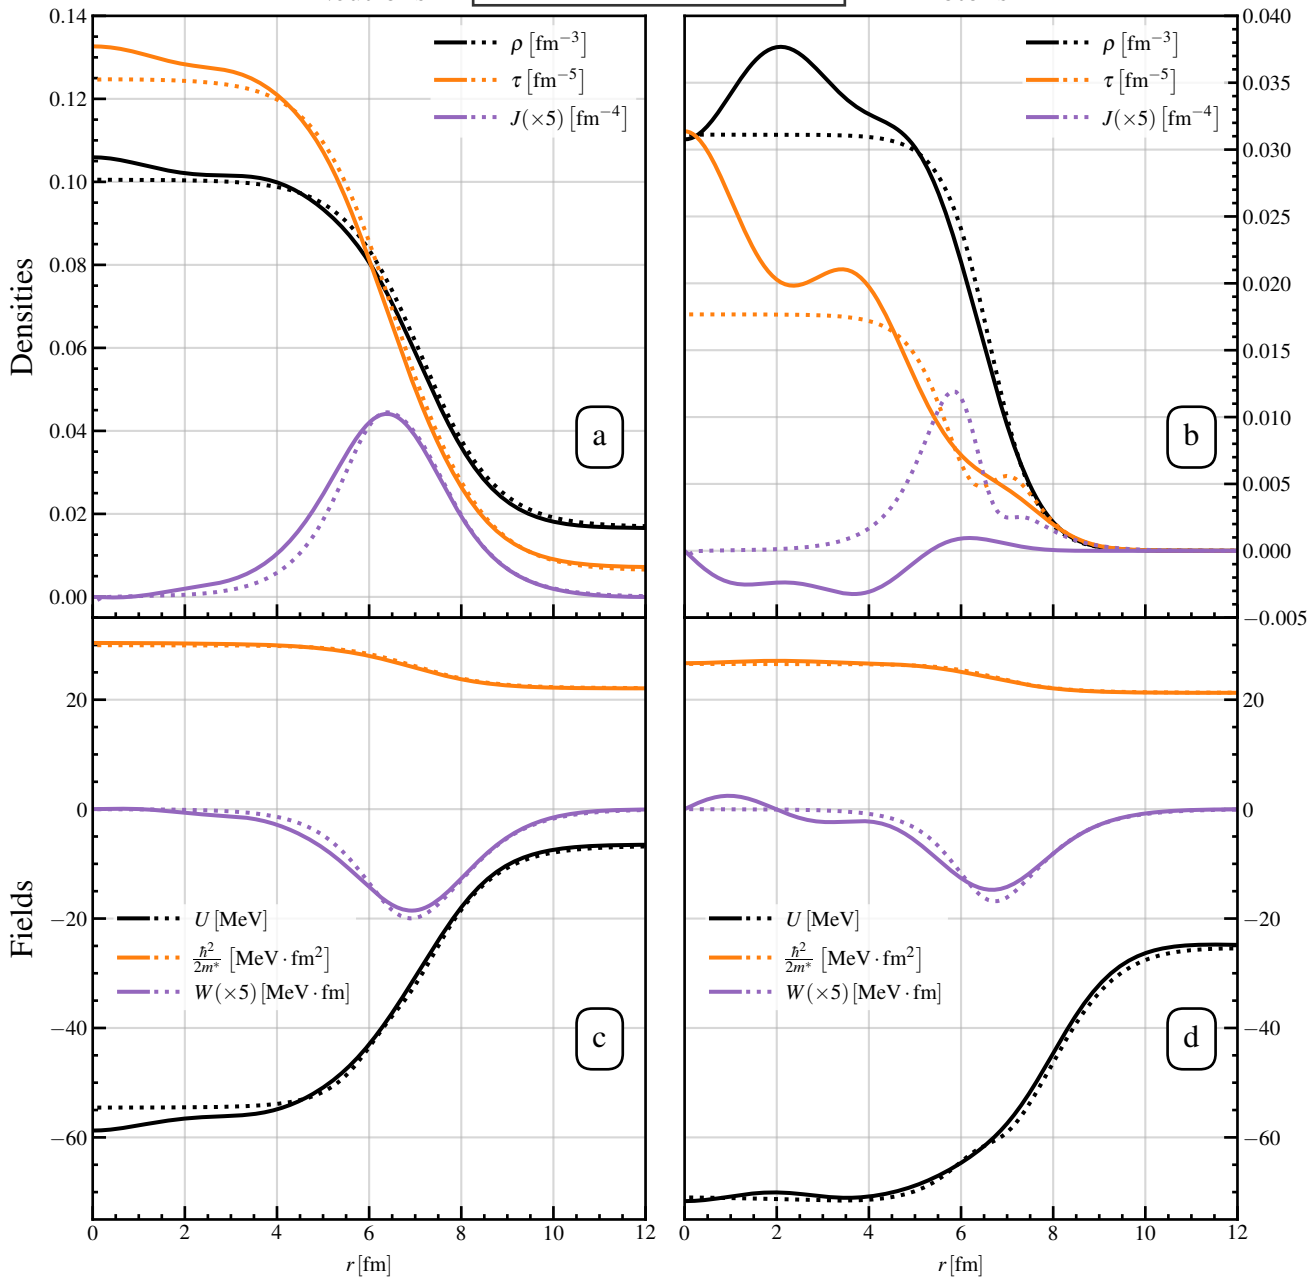 0.14
0.12
0.10
0.08
0.06
0.04
0.02
0.00
Densities
ρ [fm⁻³]
τ [fm⁻⁵]
J(×5) [fm⁻⁴]
a
ρ [fm⁻³]
τ [fm⁻⁵]
J(×5) [fm⁻⁴]
b
0.040
0.035
0.030
0.025
0.020
0.015
0.010
0.005
0.000
−0.005
20
0
−20
−40
−60
Fields
U [MeV]
ħ²/2m* [MeV·fm²]
W(×5) [MeV·fm]
c
0 2 4 6 8 10 12
r [fm]
U [MeV]
ħ²/2m* [MeV·fm²]
W(×5) [MeV·fm]
d
20
0
−20
−40
−60
0 2 4 6 8 10 12
r [fm]